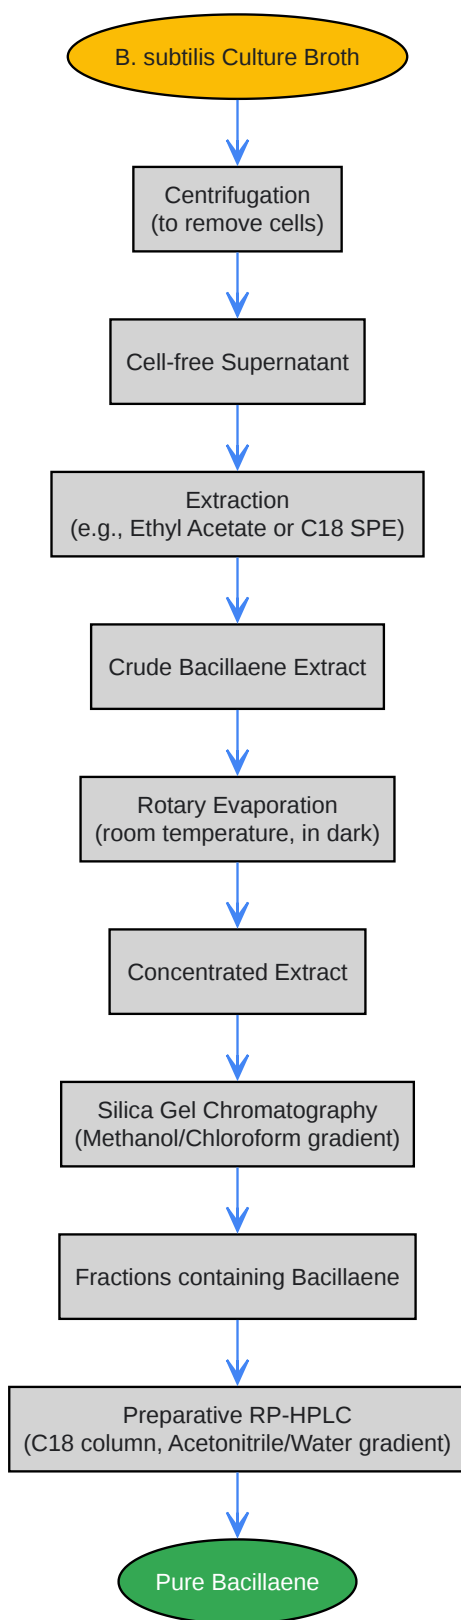 B. subtilis Culture Broth
Centrifugation
(to remove cells)
Cell-free Supernatant
Extraction
(e.g., Ethyl Acetate or C18 SPE)
Crude Bacillaene Extract
Rotary Evaporation
(room temperature, in dark)
Concentrated Extract
Silica Gel Chromatography
(Methanol/Chloroform gradient)
Fractions containing Bacillaene
Preparative RP-HPLC
(C18 column, Acetonitrile/Water gradient)
Pure Bacillaene